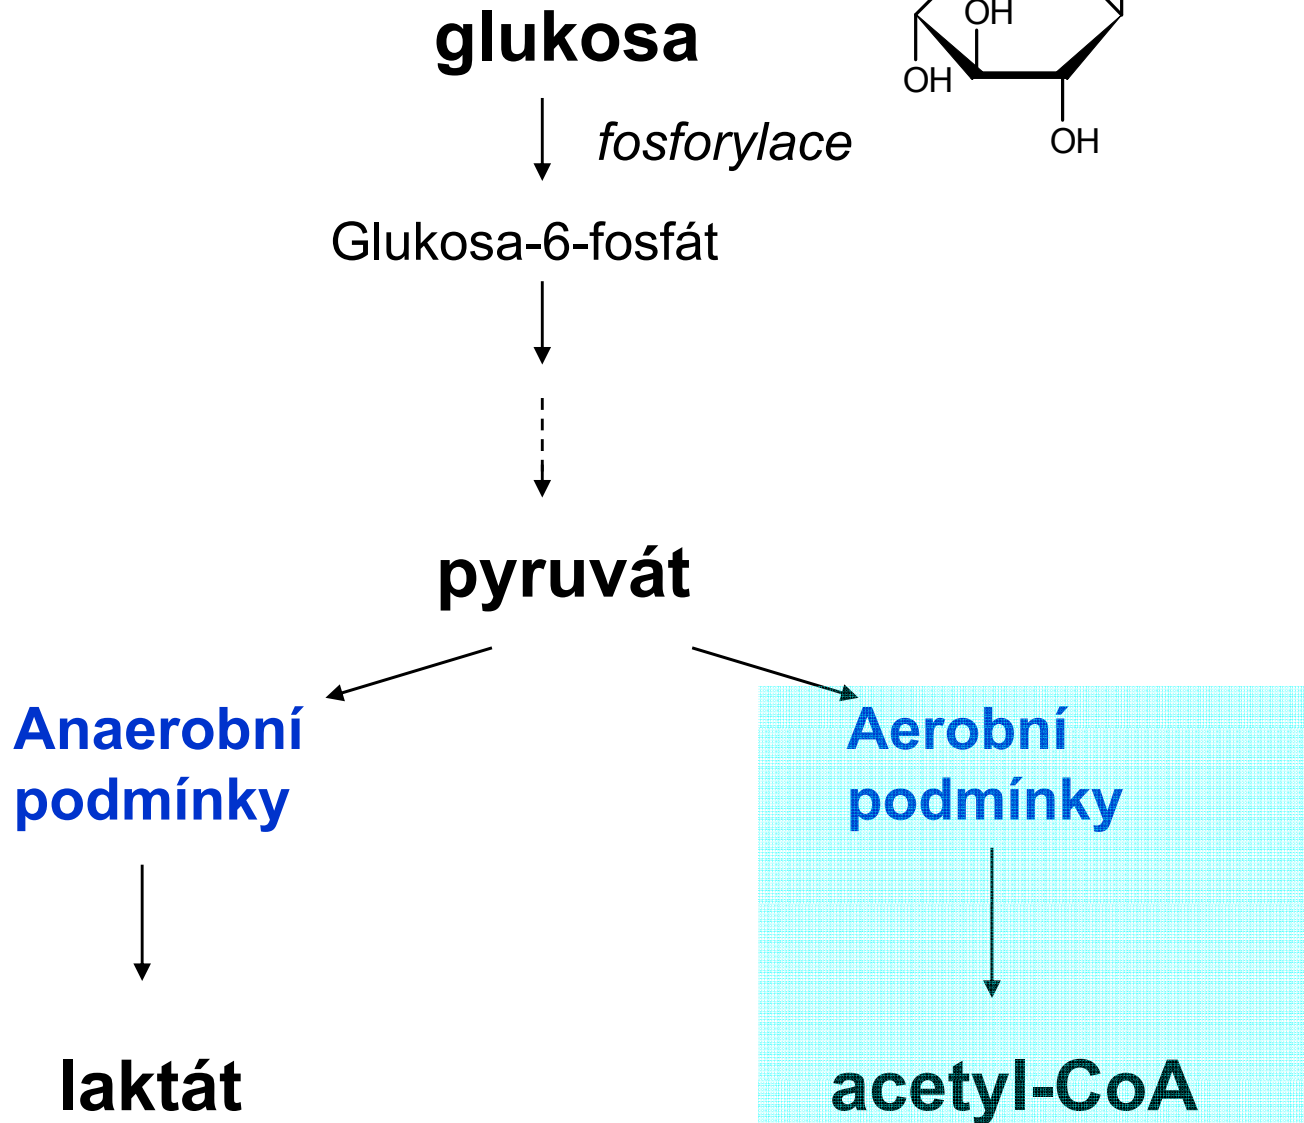 glukosa
OH
OH
OH
fosforylace
Glukosa-6-fosfát
pyruvát
Anaerobní
podmínky
Aerobní
podmínky
laktát
acetyl-CoA